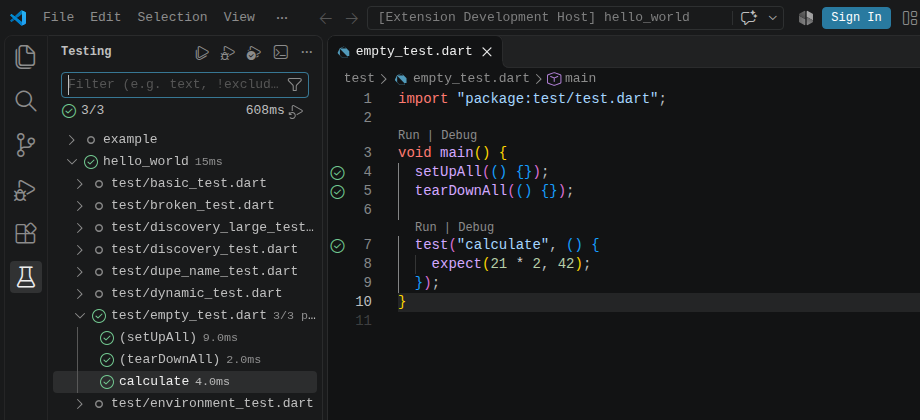 File Edit Selection View ··· [Extension Development Host] hello_world Sign In
Testing
Filter (e.g. text, !exclud...
3/3 608ms
example
hello_world 15ms
test/basic_test.dart
test/broken_test.dart
test/discovery_large_test...
test/discovery_test.dart
test/dupe_name_test.dart
test/dynamic_test.dart
test/empty_test.dart 3/3 p...
(setUpAll) 9.0ms
(tearDownAll) 2.0ms
calculate 4.0ms
test/environment_test.dart
empty_test.dart
test > empty_test.dart > main
1 import "package:test/test.dart";
2
Run | Debug
3 void main() {
4 setUpAll(() {});
5 tearDownAll(() {});
6
Run | Debug
7 test("calculate", () {
8 expect(21 * 2, 42);
9 });
10 }
11